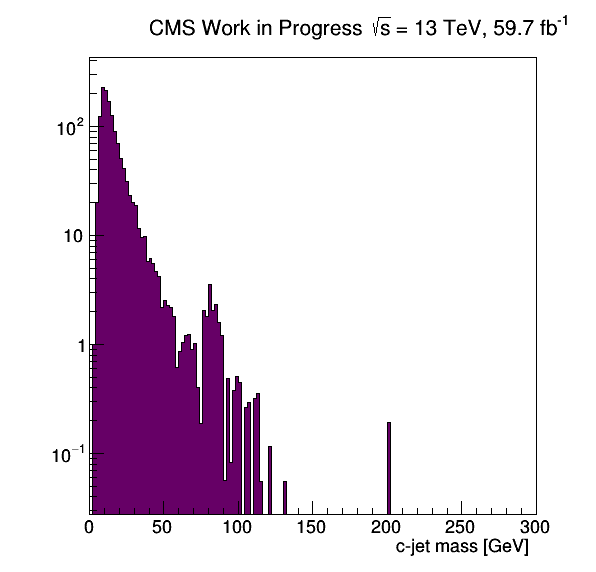 CMS Work in Progress √s = 13 TeV, 59.7 fb⁻¹
10²
10
1
10⁻¹
0 50 100 150 200 250 300
c-jet mass [GeV]